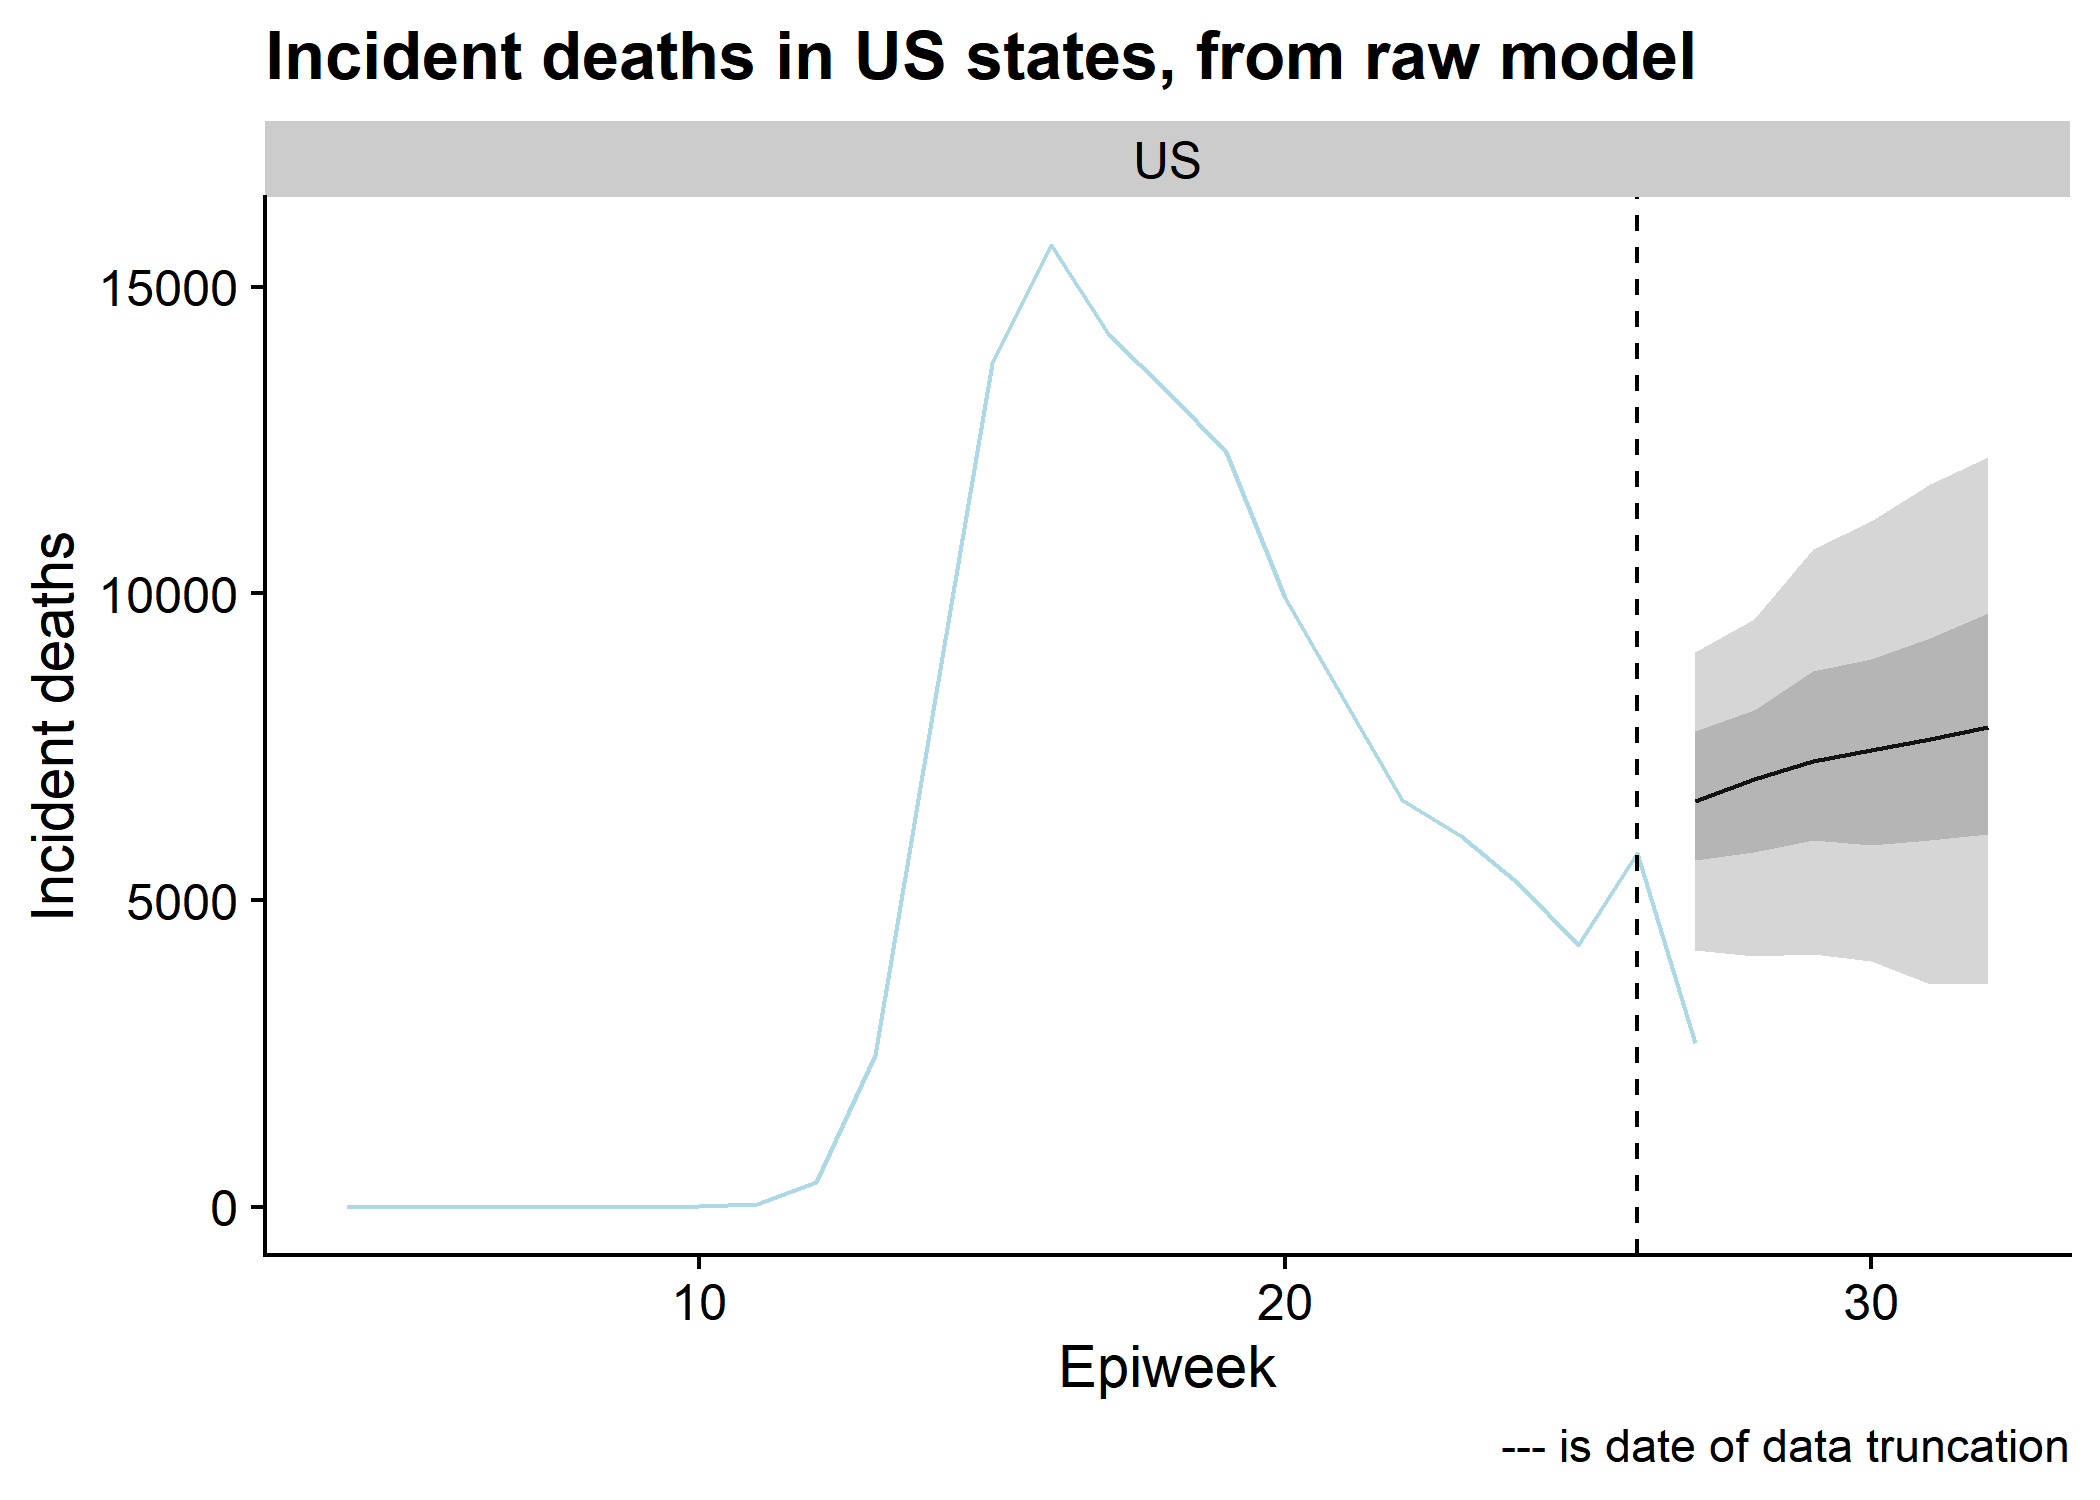 Incident deaths in US states, from raw model
US
Incident deaths
15000
10000
5000
0
10 20 30
Epiweek
--- is date of data truncation